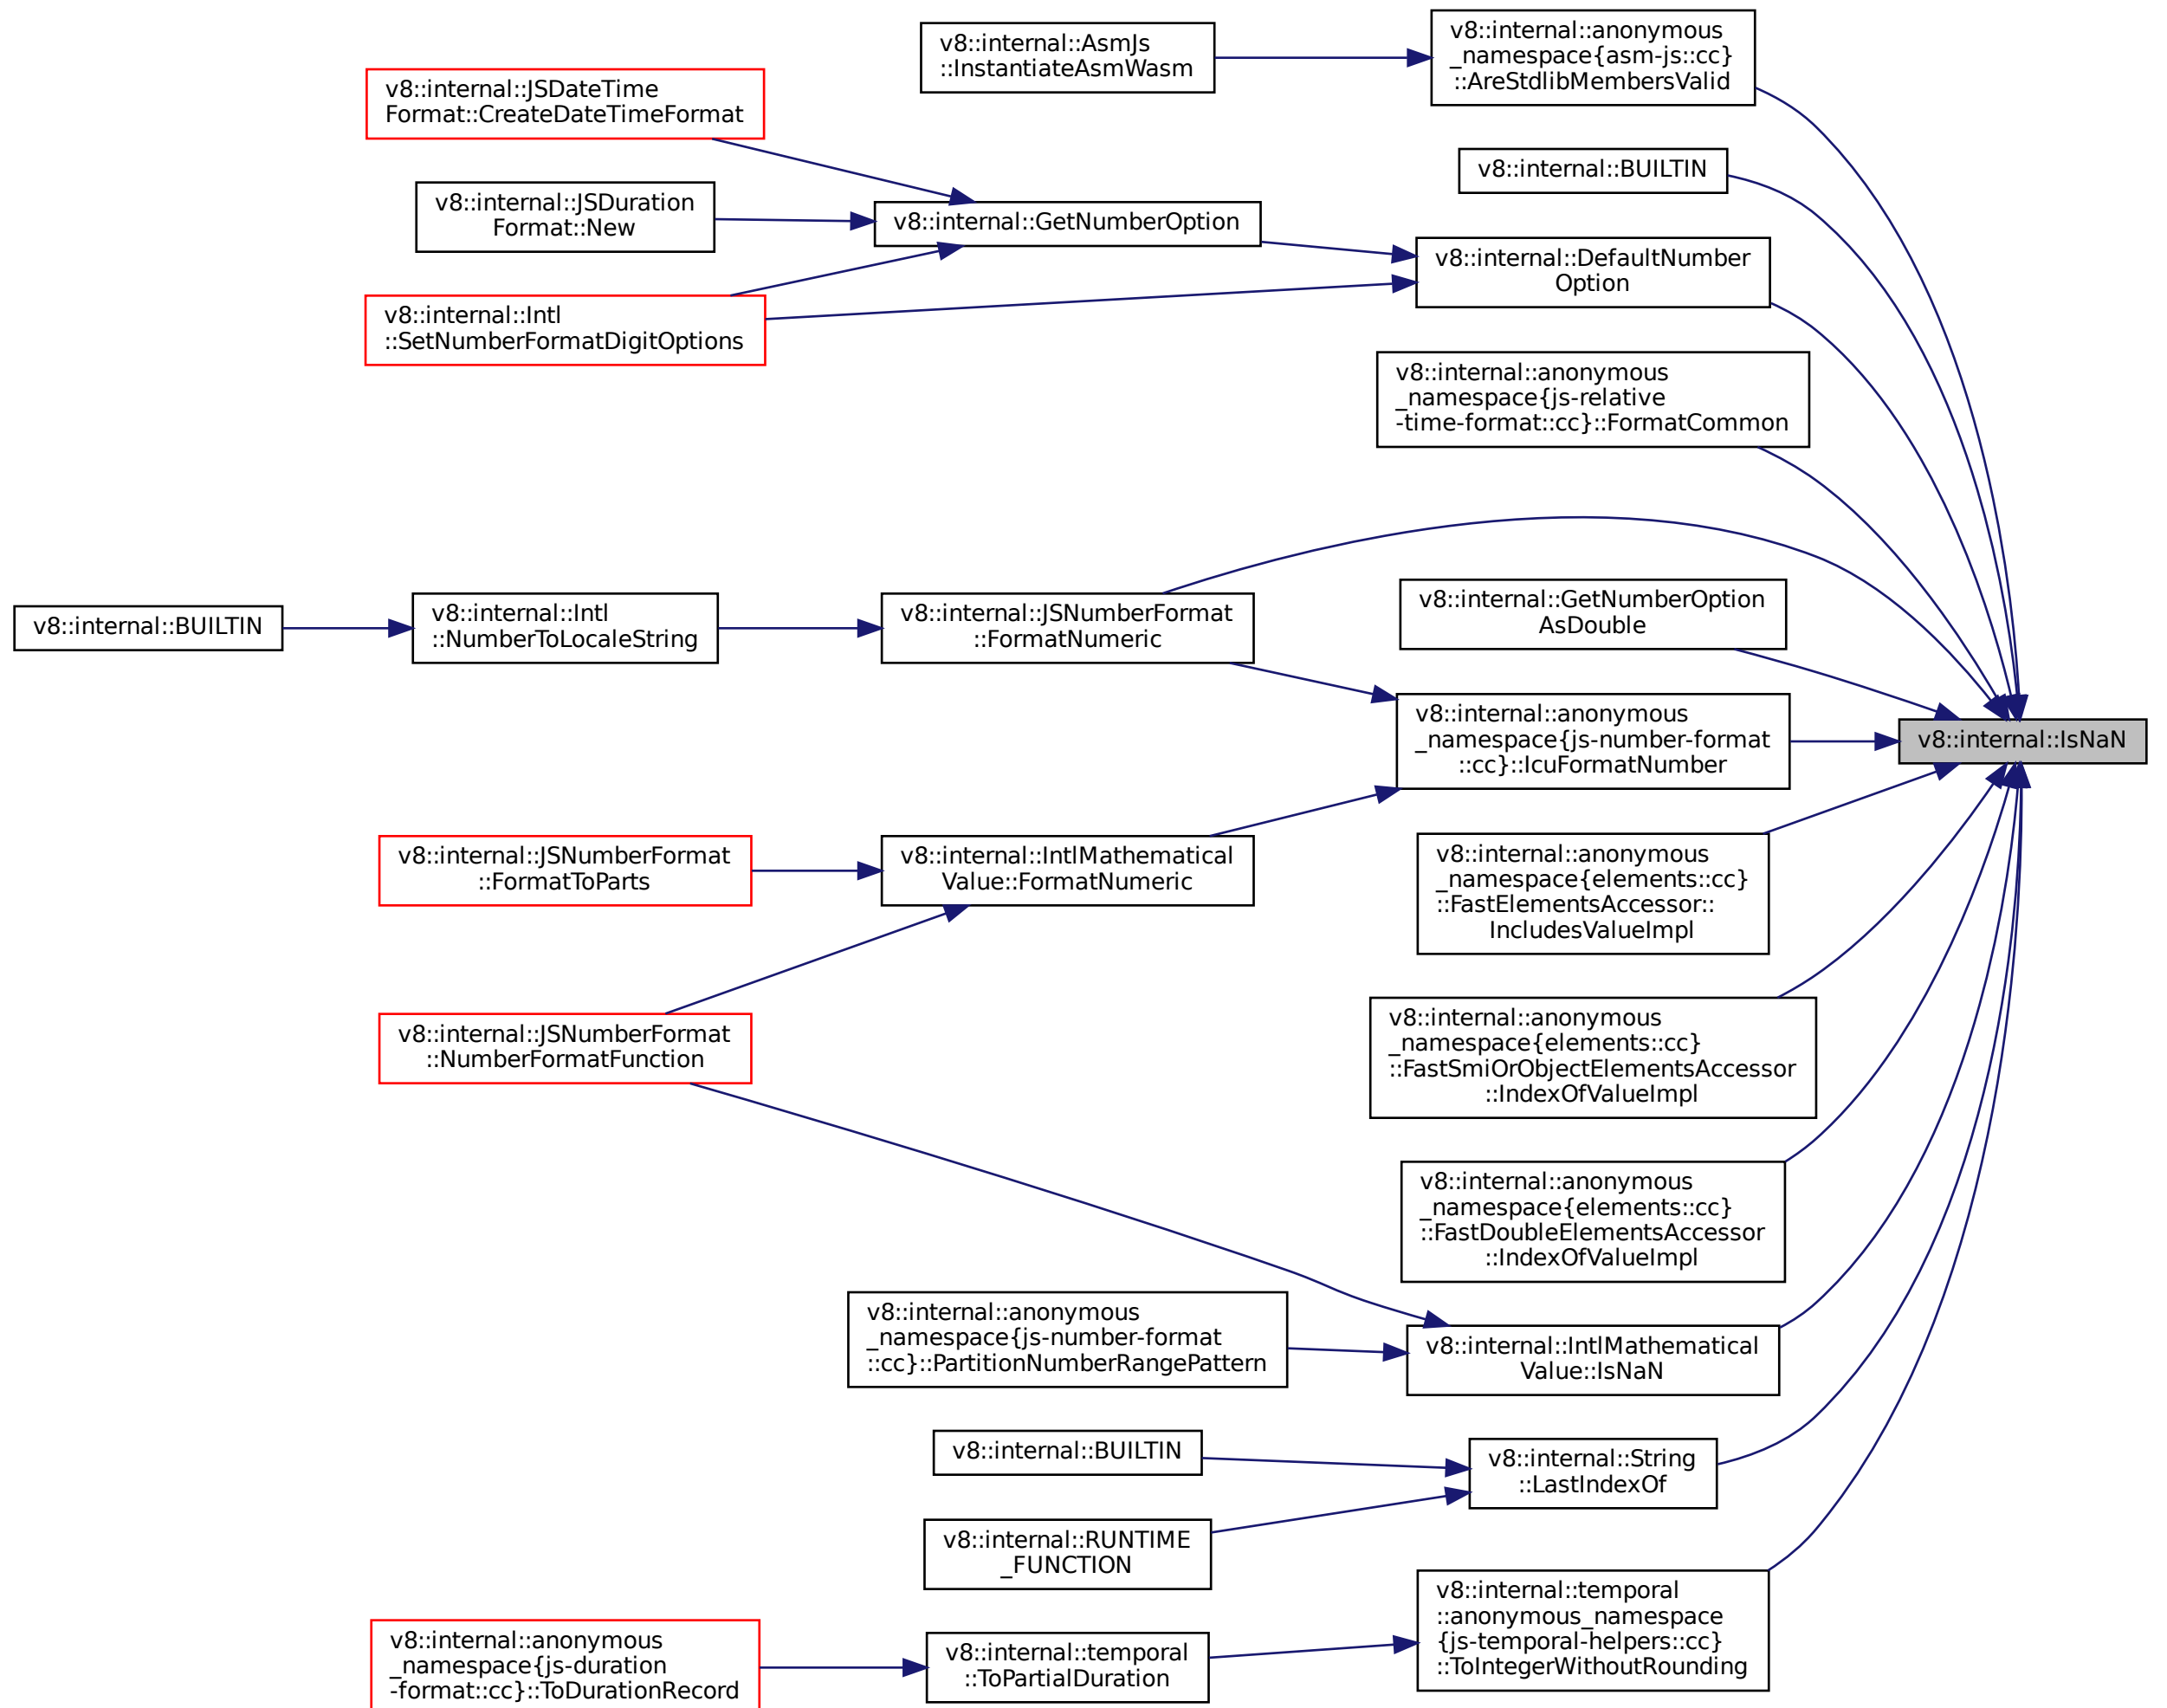 v8::internal::AsmJs
::InstantiateAsmWasm
v8::internal::anonymous
_namespace{asm-js::cc}
::AreStdlibMembersValid
v8::internal::JSDateTime
Format::CreateDateTimeFormat
v8::internal::BUILTIN
v8::internal::JSDuration
Format::New
v8::internal::GetNumberOption
v8::internal::DefaultNumber
Option
v8::internal::Intl
::SetNumberFormatDigitOptions
v8::internal::anonymous
_namespace{js-relative
-time-format::cc}::FormatCommon
v8::internal::BUILTIN
v8::internal::Intl
::NumberToLocaleString
v8::internal::JSNumberFormat
::FormatNumeric
v8::internal::GetNumberOption
AsDouble
v8::internal::anonymous
_namespace{js-number-format
::cc}::IcuFormatNumber
v8::internal::IsNaN
v8::internal::JSNumberFormat
::FormatToParts
v8::internal::IntlMathematical
Value::FormatNumeric
v8::internal::anonymous
_namespace{elements::cc}
::FastElementsAccessor::
IncludesValueImpl
v8::internal::JSNumberFormat
::NumberFormatFunction
v8::internal::anonymous
_namespace{elements::cc}
::FastSmiOrObjectElementsAccessor
::IndexOfValueImpl
v8::internal::anonymous
_namespace{elements::cc}
::FastDoubleElementsAccessor
::IndexOfValueImpl
v8::internal::anonymous
_namespace{js-number-format
::cc}::PartitionNumberRangePattern
v8::internal::IntlMathematical
Value::IsNaN
v8::internal::BUILTIN
v8::internal::String
::LastIndexOf
v8::internal::RUNTIME
_FUNCTION
v8::internal::temporal
::anonymous_namespace
{js-temporal-helpers::cc}
::ToIntegerWithoutRounding
v8::internal::anonymous
_namespace{js-duration
-format::cc}::ToDurationRecord
v8::internal::temporal
::ToPartialDuration